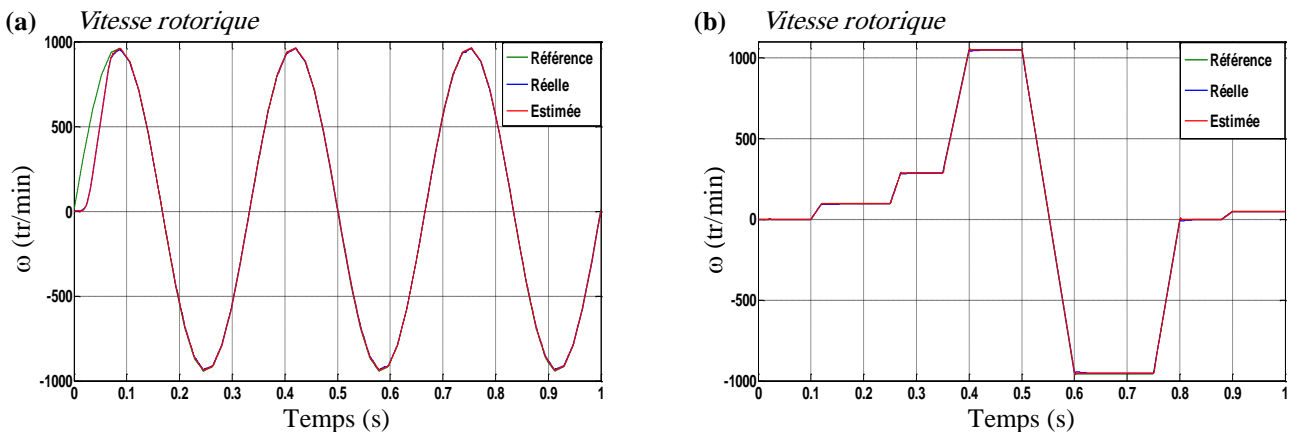 (a) Vitesse rotorique
1000
500
0
-500
-1000
ω (tr/min)
Référence
Réelle
Estimée
0 0.1 0.2 0.3 0.4 0.5 0.6 0.7 0.8 0.9 1
Temps (s)
(b) Vitesse rotorique
1000
500
0
-500
-1000
ω (tr/min)
Référence
Réelle
Estimée
0 0.1 0.2 0.3 0.4 0.5 0.6 0.7 0.8 0.9 1
Temps (s)